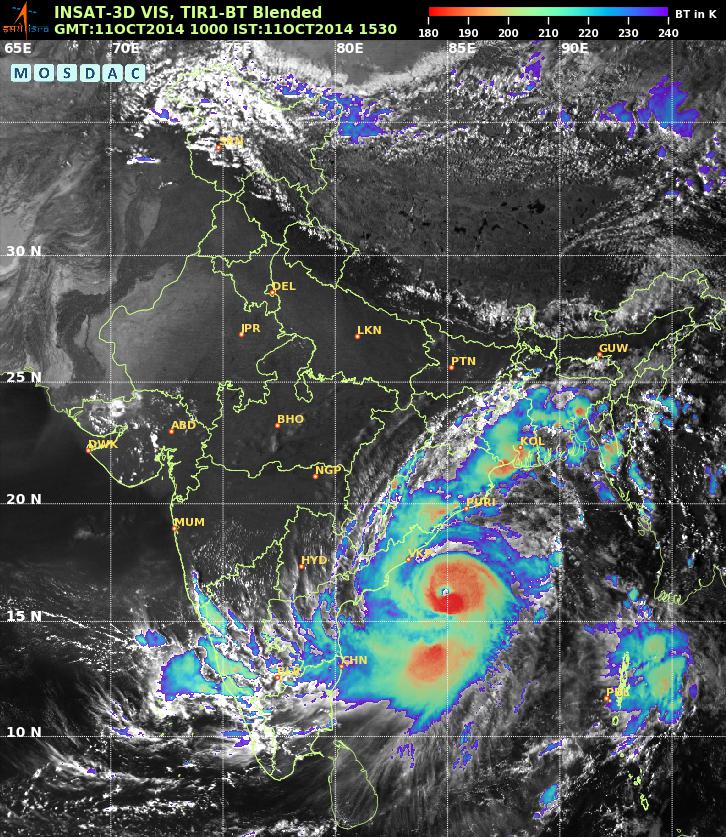 INSAT-3D VIS, TIR1-BT Blended
GMT:11OCT2014 1000 IST:11OCT2014 1530
BT in K
180 190 200 210 220 230 240
65E 70E 75E 80E 85E 90E
MOSDAC
30 N
DEL
JPR LKN
GUW
PTN
25 N
BHO
ABD
KOL
DWK
NGP
20 N
PURI
MUM
HYD
15 N
CHN
10 N